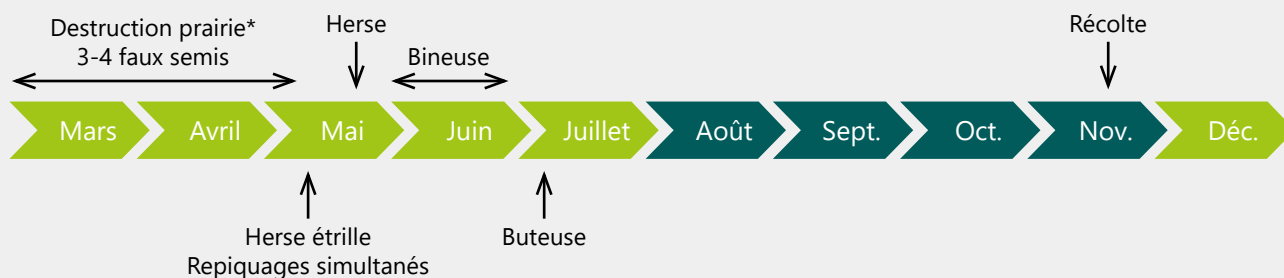 Destruction prairie*
3-4 faux semis
Herse
Bineuse
Récolte
Mars
Avril
Mai
Juin
Juillet
Août
Sept.
Oct.
Nov.
Déc.
Herse étrille
Repiquages simultanés
Buteuse